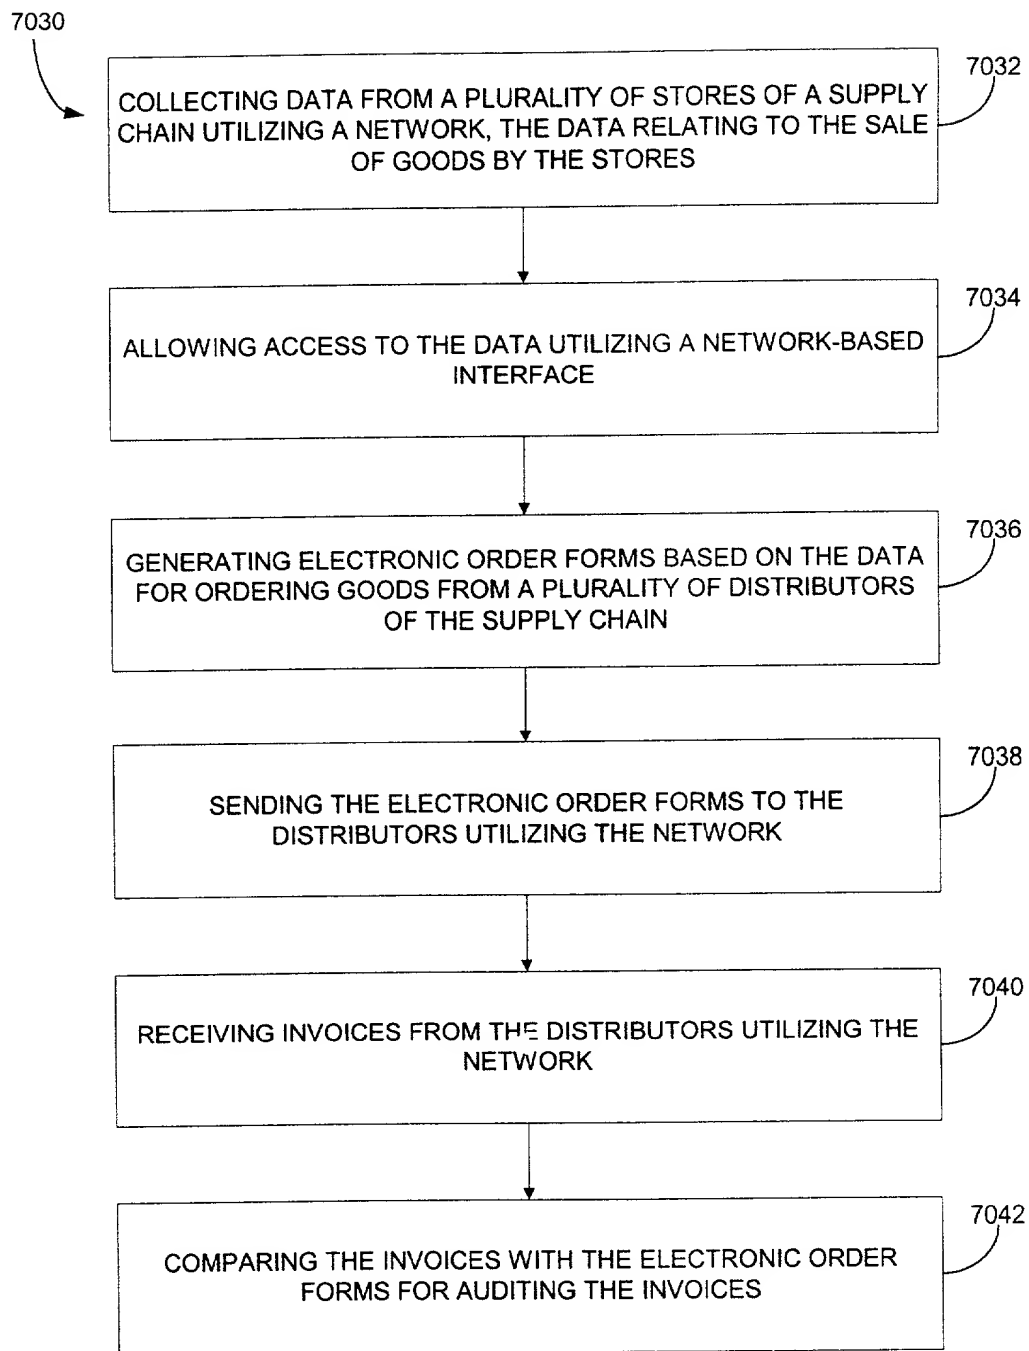 7030
7032
COLLECTING DATA FROM A PLURALITY OF STORES OF A SUPPLY
CHAIN UTILIZING A NETWORK, THE DATA RELATING TO THE SALE
OF GOODS BY THE STORES
7034
ALLOWING ACCESS TO THE DATA UTILIZING A NETWORK-BASED
INTERFACE
7036
GENERATING ELECTRONIC ORDER FORMS BASED ON THE DATA
FOR ORDERING GOODS FROM A PLURALITY OF DISTRIBUTORS
OF THE SUPPLY CHAIN
7038
SENDING THE ELECTRONIC ORDER FORMS TO THE
DISTRIBUTORS UTILIZING THE NETWORK
7040
RECEIVING INVOICES FROM THE DISTRIBUTORS UTILIZING THE
NETWORK
7042
COMPARING THE INVOICES WITH THE ELECTRONIC ORDER
FORMS FOR AUDITING THE INVOICES